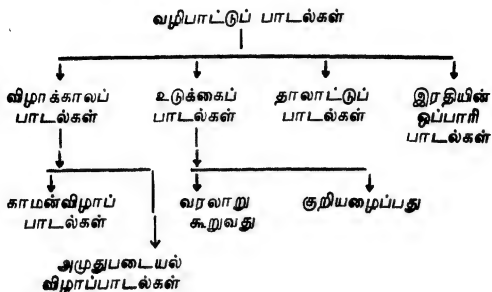 வழிபாட்டுப் பாடல்கள்
விழாக்காலப் பாடல்கள்
உடுக்கைப் பாடல்கள்
தாலாட்டுப் பாடல்கள்
இரதியின் ஒப்பாரி பாடல்கள்
காமன்விழாப் பாடல்கள்
வரலாறு கூறுவது
குறியழைப்பது
அமுதுபடையல் விழாப்பாடல்கள்